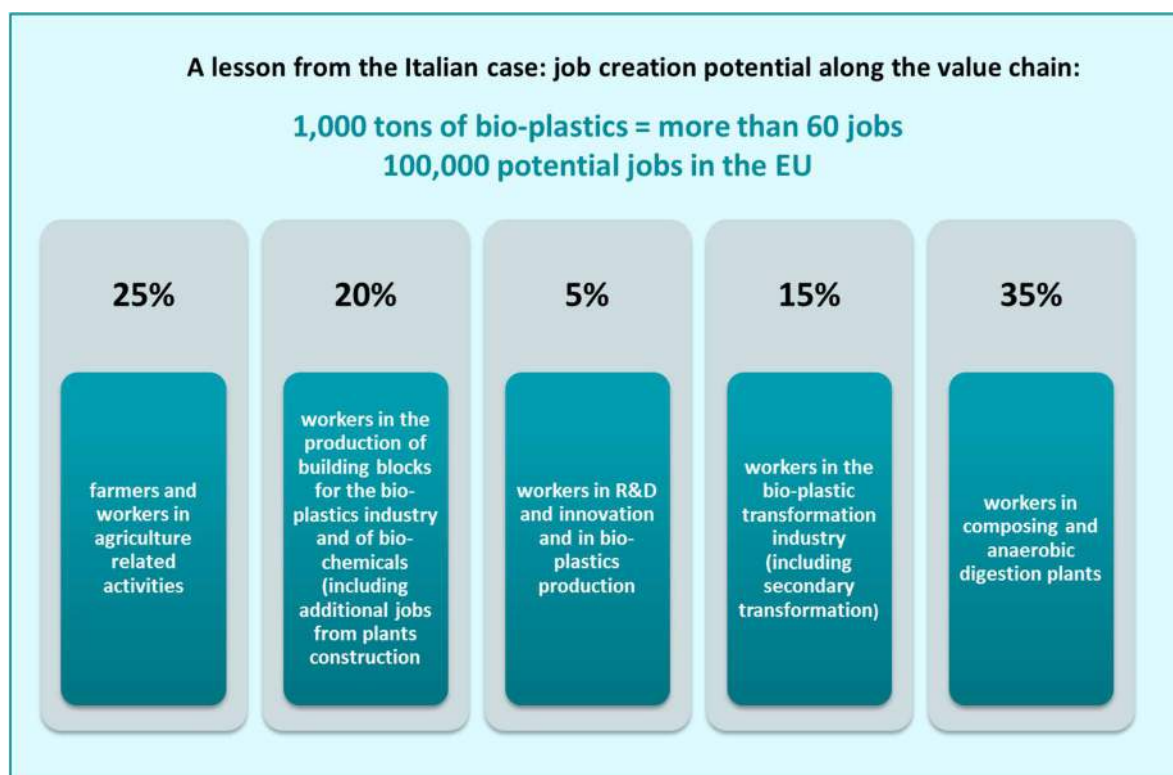 A lesson from the Italian case: job creation potential along the value chain:
1,000 tons of bio-plastics = more than 60 jobs
100,000 potential jobs in the EU
25%
farmers and
workers in
agriculture
related
activities
20%
workers in the
production of
building blocks
for the bio-
plastics industry
and of bio-
chemicals
(including
additional jobs
from plants
construction
5%
workers in R&D
and innovation
and in bio-
plastics
production
15%
workers in the
bio-plastic
transformation
industry
(including
secondary
transformation)
35%
workers in
composing and
anaerobic
digestion plants